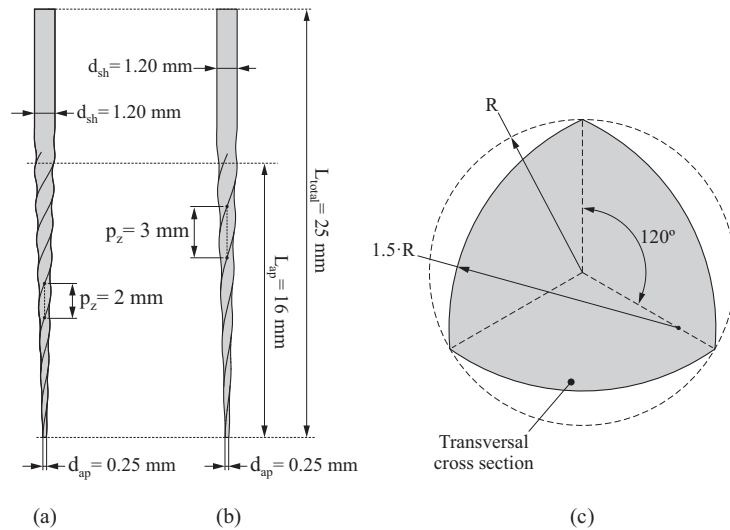 d_sh = 1.20 mm
d_sh = 1.20 mm
p_z = 3 mm
p_z = 2 mm
L_ap = 16 mm
L_total = 25 mm
d_ap = 0.25 mm
d_ap = 0.25 mm
R
1.5·R
120º
Transversal
cross section
(a)
(b)
(c)